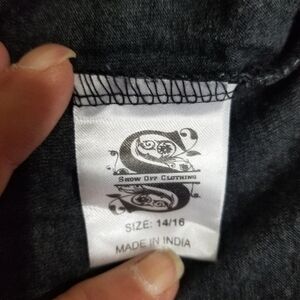 SHOW OFF CLOTHING
SIZE: 14/16
MADE IN INDIA